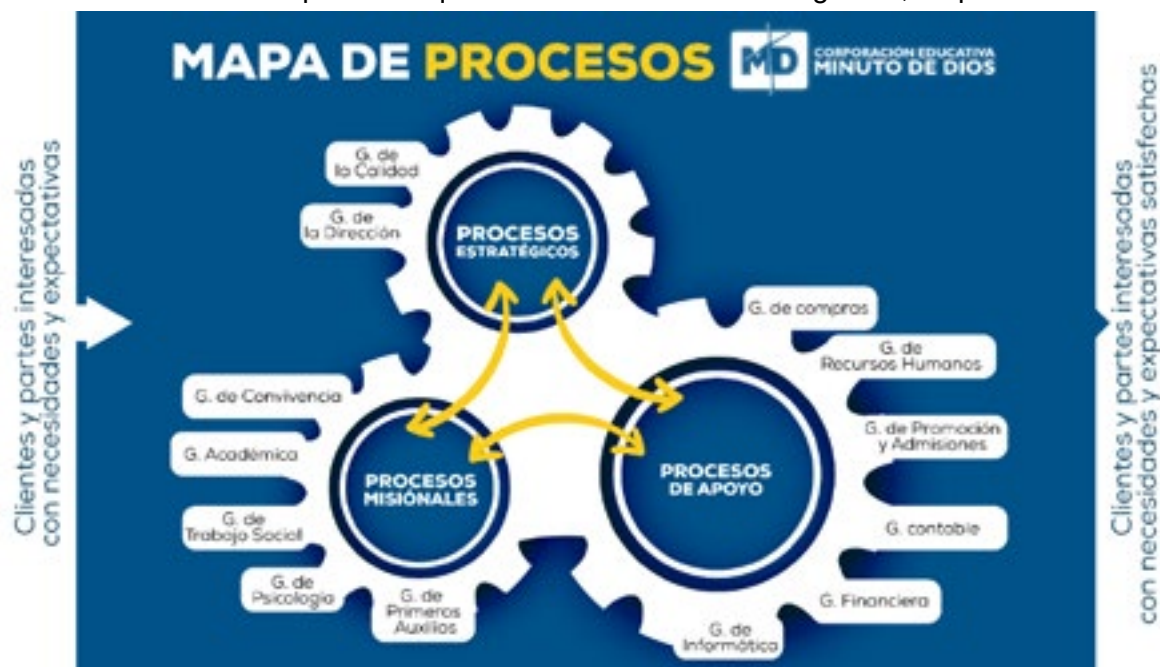 MAPA DE PROCESOS
MD
CORPORACIÓN EDUCATIVA
MINUTO DE DIOS
Clientes y partes interesadas
con necesidades y expectativas
G. de
la Calidad
G. de
la Dirección
PROCESOS
ESTRATÉGICOS
G. de compras
G. de
Recursos Humanos
G. de Promoción
y Admisiones
G. contable
G. Financiera
G. de
Informática
PROCESOS
DE APOYO
G. de Convivencia
G. Académica
G. de
Trabajo Social
G. de
Psicología
G. de
Primeros
Auxilios
PROCESOS
MISIÓNALES
Clientes y partes interesadas
con necesidades y expectativas satisfechas